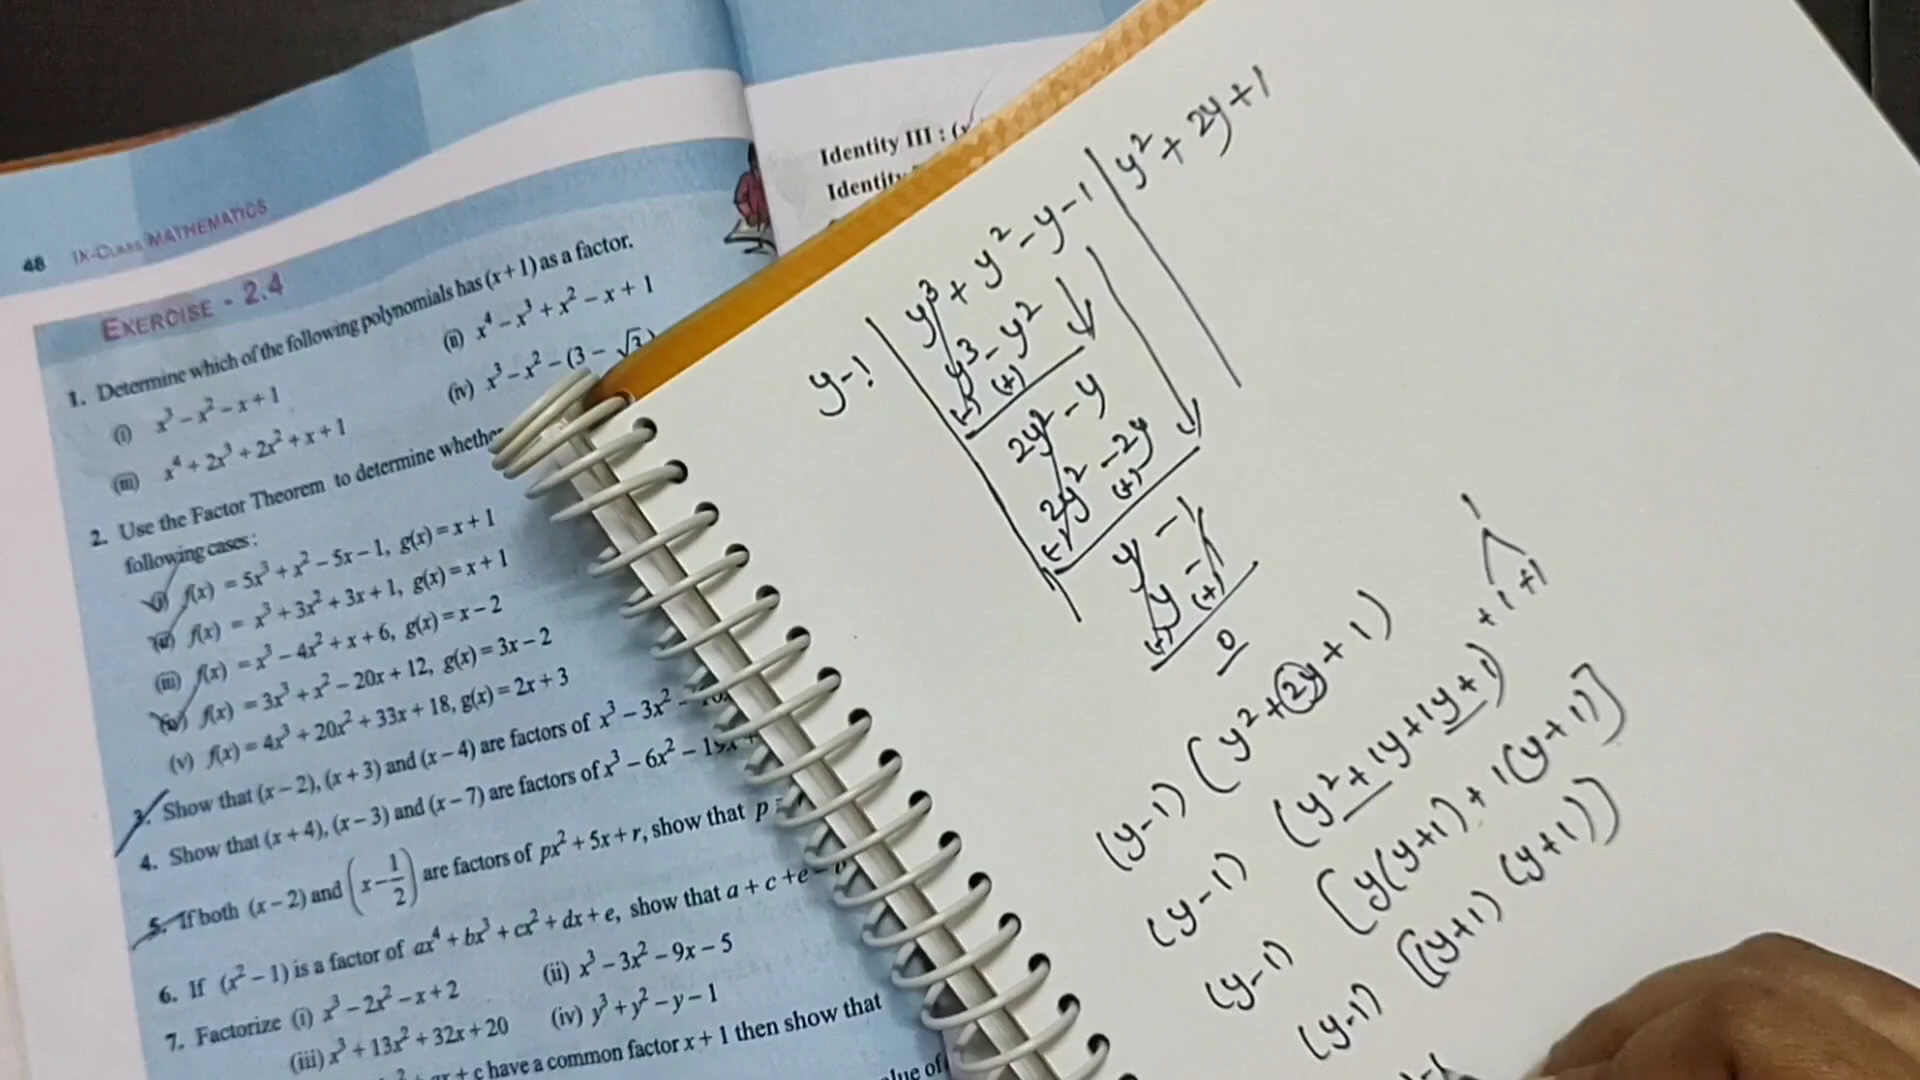 48 IX-CLASS MATHEMATICS
EXERCISE - 2.4
1. Determine which of the following polynomials has (x + 1) as a factor.
(i) x³ – x² – x + 1 (ii) x⁴ – x³ + x² – x + 1
(iii) x⁴ + 2x³ + 2x² + x + 1 (iv) x³ – x² – (3 – √3)
2. Use the Factor Theorem to determine whether
following cases :
(i) f(x) = 5x³ + x² – 5x – 1, g(x) = x + 1
(ii) f(x) = x³ + 3x² + 3x + 1, g(x) = x + 1
(iii) f(x) = x³ – 4x² + x + 6, g(x) = x – 2
(iv) f(x) = 3x³ + x² – 20x + 12, g(x) = 3x – 2
(v) f(x) = 4x³ + 20x² + 33x + 18, g(x) = 2x + 3
3. Show that (x – 2), (x + 3) and (x – 4) are factors of x³ – 3x² –
4. Show that (x + 4), (x – 3) and (x – 7) are factors of x³ – 6x² – 19x
5. If both (x – 2) and (x – 1/2) are factors of px² + 5x + r, show that p =
6. If (x² – 1) is a factor of ax⁴ + bx³ + cx² + dx + e, show that a + c + e =
7. Factorize (i) x³ – 2x² – x + 2 (ii) x³ – 3x² – 9x – 5
(iii) x³ + 13x² + 32x + 20 (iv) y³ + y² – y – 1
+ c have a common factor x + 1 then show that
of
Identity III : (x
Identity
y-1 | y³ + y² - y - 1 | y² + 2y + 1
y³ - y²
(-) (+)
2y² - y
2y² - 2y
(-) (+)
y - 1
y - 1
(-) (+)
0
(y-1) (y² + 2y + 1)
1
+1 +1
(y-1) (y² + 1y + 1y + 1)
(y-1) [y(y+1) + 1(y+1)]
(y-1) [(y+1) (y+1)]